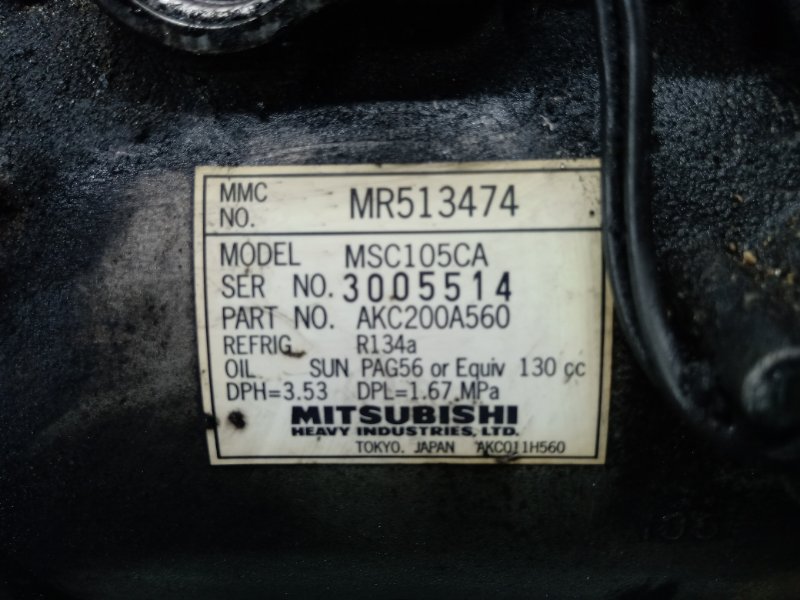 MMC NO. MR513474
MODEL MSC105CA
SER NO. 3005514
PART NO. AKC200A560
REFRIG. R134a
OIL SUN PAG56 or Equiv 130 cc
DPH=3.53 DPL=1.67 MPa
MITSUBISHI
HEAVY INDUSTRIES, LTD.
TOKYO, JAPAN AKC011H560